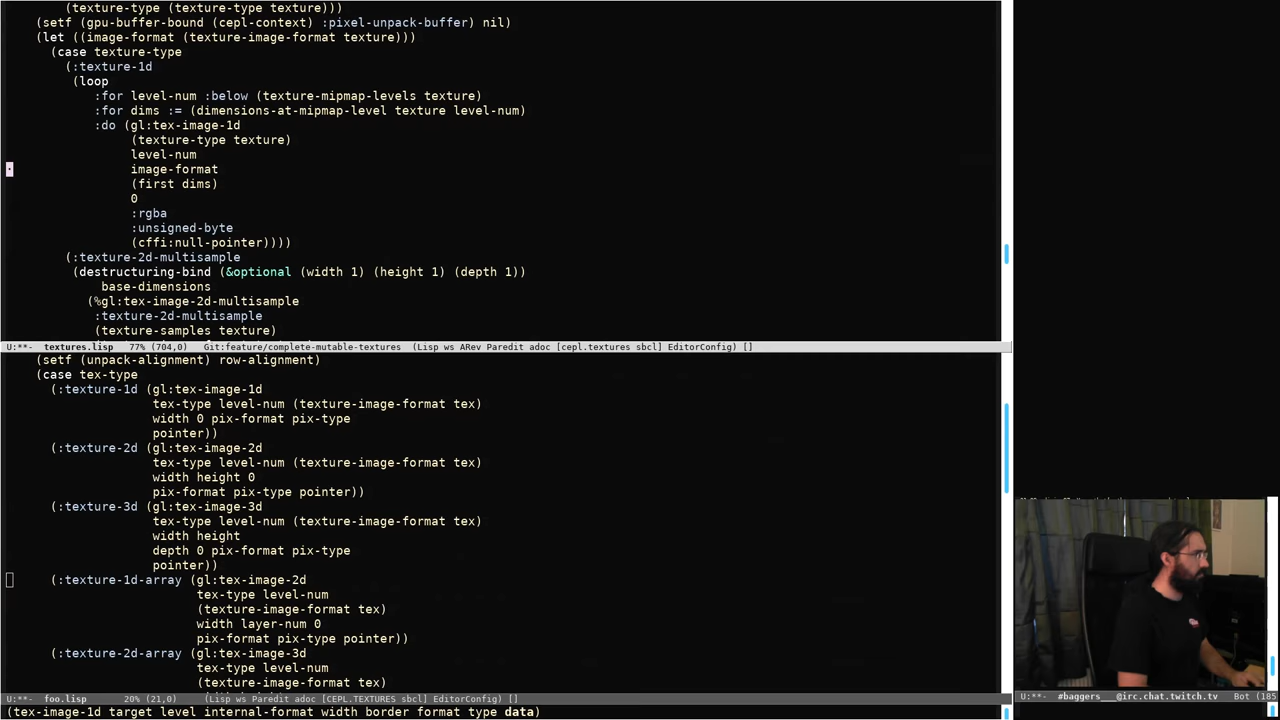 (texture-type (texture-type texture)))
(setf (gpu-buffer-bound (cepl-context) :pixel-unpack-buffer) nil)
(let ((image-format (texture-image-format texture)))
(case texture-type
(:texture-1d
(loop
:for level-num :below (texture-mipmap-levels texture)
:for dims := (dimensions-at-mipmap-level texture level-num)
:do (gl:tex-image-1d
(texture-type texture)
level-num
image-format
(first dims)
0
:rgba
:unsigned-byte
(cffi:null-pointer))))
(:texture-2d-multisample
(destructuring-bind (&optional (width 1) (height 1) (depth 1))
base-dimensions
(%gl:tex-image-2d-multisample
:texture-2d-multisample
(texture-samples texture)
U:**-  textures.lisp   77% (704,0)   Git:feature/complete-mutable-textures  (Lisp ws ARev Paredit adoc [cepl.textures sbcl] EditorConfig) []
(setf (unpack-alignment) row-alignment)
(case tex-type
(:texture-1d (gl:tex-image-1d
tex-type level-num (texture-image-format tex)
width 0 pix-format pix-type
pointer))
(:texture-2d (gl:tex-image-2d
tex-type level-num (texture-image-format tex)
width height 0
pix-format pix-type pointer))
(:texture-3d (gl:tex-image-3d
tex-type level-num (texture-image-format tex)
width height
depth 0 pix-format pix-type
pointer))
(:texture-1d-array (gl:tex-image-2d
tex-type level-num
(texture-image-format tex)
width layer-num 0
pix-format pix-type pointer))
(:texture-2d-array (gl:tex-image-3d
tex-type level-num
(texture-image-format tex)
U:**-  foo.lisp       20% (21,0)     (Lisp ws Paredit adoc [CEPL.TEXTURES sbcl] EditorConfig) []
U:**-  #baggers___@irc.chat.twitch.tv   Bot (185
(tex-image-1d target level internal-format width border format type data)